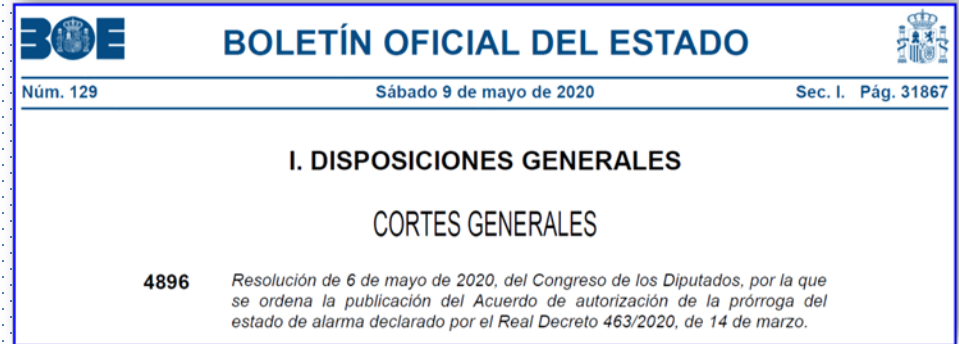 BOE BOLETÍN OFICIAL DEL ESTADO
Núm. 129 Sábado 9 de mayo de 2020 Sec. I. Pág. 31867
I. DISPOSICIONES GENERALES
CORTES GENERALES
4896 Resolución de 6 de mayo de 2020, del Congreso de los Diputados, por la que
se ordena la publicación del Acuerdo de autorización de la prórroga del
estado de alarma declarado por el Real Decreto 463/2020, de 14 de marzo.